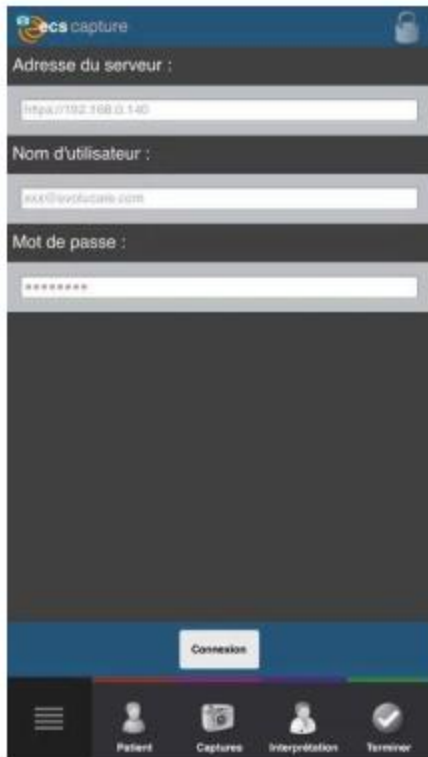 ecs capture
Adresse du serveur :
https://192.168.0.140
Nom d'utilisateur :
xxx@evolucare.com
Mot de passe :
********
Connexion
Patient
Captures
Interprétation
Terminer